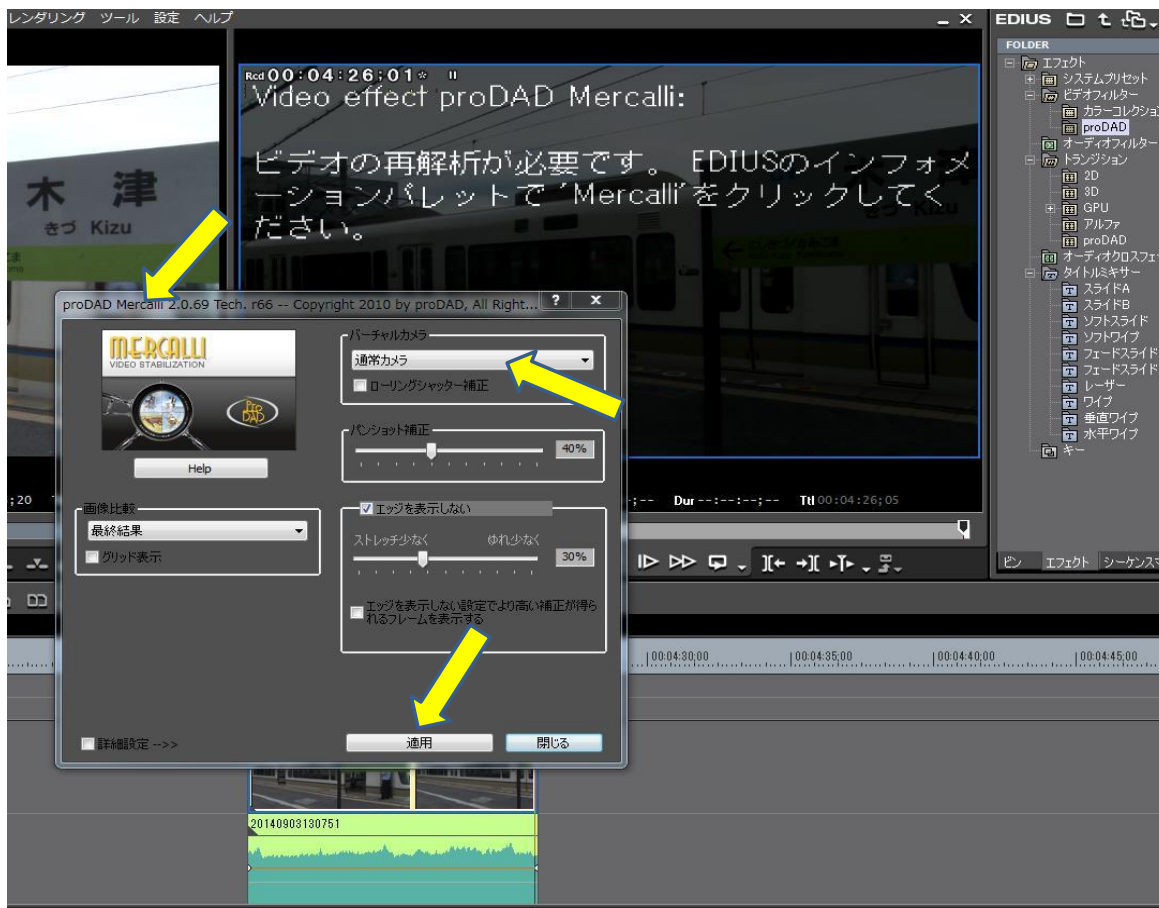 レンダリング ツール 設定 ヘルプ
EDIUS
Rcd 00:04:26;01
Video effect proDAD Mercalli:
ビデオの再解析が必要です。 EDIUSのインフォメ
ーションパレットで ´Mercalli´をクリックしてく
ださい。
木津
きづ Kizu
proDAD Mercalli 2.0.69 Tech. r66 -- Copyright 2010 by proDAD, All Right...
MERCALLI
VIDEO STABILIZATION
PRO DAD
Help
画像比較
最終結果
グリッド表示
バーチャルカメラ
通常カメラ
ローリングシャッター補正
パンショット補正
40%
エッジを表示しない
ストレッチ少なく ゆれ少なく
30%
エッジを表示しない設定でより高い補正が得ら
れるフレームを表示する
詳細設定 -->>
適用
閉じる
FOLDER
エフェクト
システムプリセット
ビデオフィルター
カラーコレクション
proDAD
オーディオフィルター
トランジション
2D
3D
GPU
アルファ
proDAD
オーディオクロスフェー
タイトルミキサー
スライドA
スライドB
ソフトスライド
ソフトワイプ
フェードスライド
フェードスライド
レーザー
ワイプ
垂直ワイプ
水平ワイプ
キー
;20
;-- Dur --:--:--;-- Ttl 00:04:26;05
ビン エフェクト シーケンスマ
00:04:30;00 00:04:35;00 00:04:40;00 00:04:45;00
20140903130751